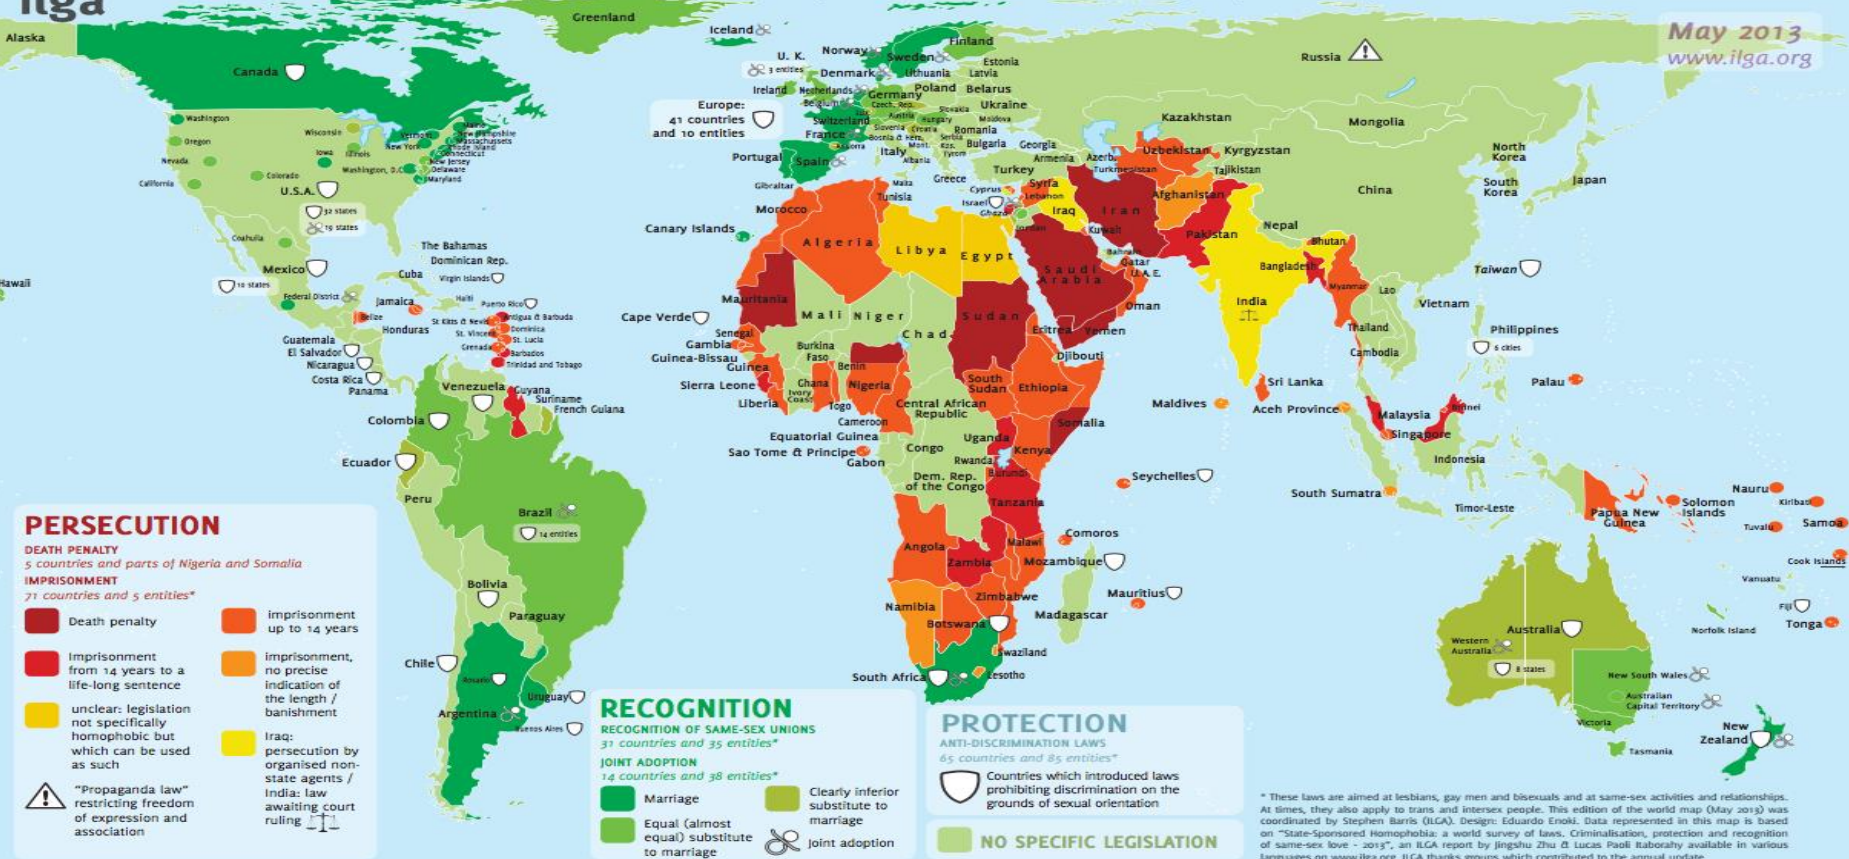 ilga
May 2013
www.ilga.org
Alaska
Canada
Greenland
Iceland
Norway
Sweden
Finland
Estonia
Latvia
Lithuania
Denmark
U. K.
3 entities
Ireland
Netherlands
Belgium
Germany
Poland
Belarus
Czech. Rep.
Slovakia
Ukraine
Europe:
41 countries
and 10 entities
Switzerland
Austria
Hungary
Moldova
France
Slovenia
Croatia
Romania
Bosnia & Herz.
Serbia
Andorra
Mont.
Kos.
Bulgaria
Georgia
Portugal
Spain
Italy
Fyrom
Albania
Armenia
Azerb.
Gibraltar
Malta
Greece
Turkey
Russia
Kazakhstan
Mongolia
Uzbekistan
Kyrgyzstan
Turkmenistan
Tajikistan
North
Korea
South
Korea
Japan
China
Washington
Oregon
Nevada
California
Colorado
Wisconsin
Iowa
Illinois
Vermont
Maine
New Hampshire
Massachussets
Rhode Island
New York
Connecticut
New Jersey
Washington, D.C.
Delaware
Maryland
U.S.A.
32 states
19 states
Coahuila
Mexico
10 states
Federal District
Hawaii
The Bahamas
Dominican Rep.
Cuba
Virgin Islands
Haiti
Puerto Rico
Jamaica
Belize
Honduras
St Kitts & Nevis
Antigua & Barbuda
Dominica
St. Vincent
St. Lucia
Grenada
Barbados
Trinidad and Tobago
Guatemala
El Salvador
Nicaragua
Costa Rica
Panama
Venezuela
Guyana
Suriname
French Guiana
Colombia
Ecuador
Peru
Brazil
14 entities
Bolivia
Paraguay
Chile
Rosario
Argentina
Uruguay
Buenos Aires
Canary Islands
Morocco
Algeria
Tunisia
Libya
Egypt
Cyprus
Israel
Ghaza
Syria
Lebanon
Jordan
Iraq
Iran
Kuwait
Bahrain
Qatar
U.A.E.
Saudi
Arabia
Oman
Yemen
Afghanistan
Pakistan
Nepal
Bhutan
Bangladesh
India
Myanmar
Lao
Vietnam
Thailand
Cambodia
Taiwan
Philippines
6 cities
Mauritania
Mali
Niger
Chad
Sudan
Eritrea
Djibouti
Cape Verde
Senegal
Gambia
Guinea-Bissau
Guinea
Sierra Leone
Liberia
Burkina
Faso
Ivory
Coast
Ghana
Togo
Benin
Nigeria
Cameroon
Central African
Republic
South
Sudan
Ethiopia
Somalia
Equatorial Guinea
Sao Tome & Principe
Gabon
Congo
Dem. Rep.
of the Congo
Uganda
Kenya
Rwanda
Burundi
Tanzania
Angola
Zambia
Malawi
Mozambique
Comoros
Seychelles
Mauritius
Madagascar
Namibia
Zimbabwe
Botswana
Swaziland
Lesotho
South Africa
Maldives
Sri Lanka
Aceh Province
Malaysia
Brunei
Singapore
Indonesia
South Sumatra
Timor-Leste
Palau
Papua New
Guinea
Nauru
Solomon
Islands
Kiribati
Tuvalu
Samoa
Cook Islands
Vanuatu
Fiji
Tonga
Norfolk Island
Western
Australia
Australia
8 states
New South Wales
Australian
Capital Territory
Victoria
Tasmania
New
Zealand
PERSECUTION
DEATH PENALTY
5 countries and parts of Nigeria and Somalia
IMPRISONMENT
71 countries and 5 entities*
Death penalty
Imprisonment
from 14 years to a
life-long sentence
unclear: legislation
not specifically
homophobic but
which can be used
as such
"Propaganda law"
restricting freedom
of expression and
association
imprisonment
up to 14 years
imprisonment,
no precise
indication of
the length /
banishment
Iraq:
persecution by
organised non-
state agents /
India: law
awaiting court
ruling
RECOGNITION
RECOGNITION OF SAME-SEX UNIONS
31 countries and 35 entities*
JOINT ADOPTION
14 countries and 38 entities*
Marriage
Equal (almost
equal) substitute
to marriage
Clearly inferior
substitute to
marriage
Joint adoption
PROTECTION
ANTI-DISCRIMINATION LAWS
65 countries and 85 entities*
Countries which introduced laws
prohibiting discrimination on the
grounds of sexual orientation
NO SPECIFIC LEGISLATION
* These laws are aimed at lesbians, gay men and bisexuals and at same-sex activities and relationships.
At times, they also apply to trans and intersex people. This edition of the world map (May 2013) was
coordinated by Stephen Barris (ILGA). Design: Eduardo Enoki. Data represented in this map is based
on "State-Sponsored Homophobia: a world survey of laws. Criminalisation, protection and recognition
of same-sex love - 2013", an ILGA report by Jingshu Zhu & Lucas Paoli Itaborahy available in various
languages on www.ilga.org. ILGA thanks groups which contributed to the annual update.